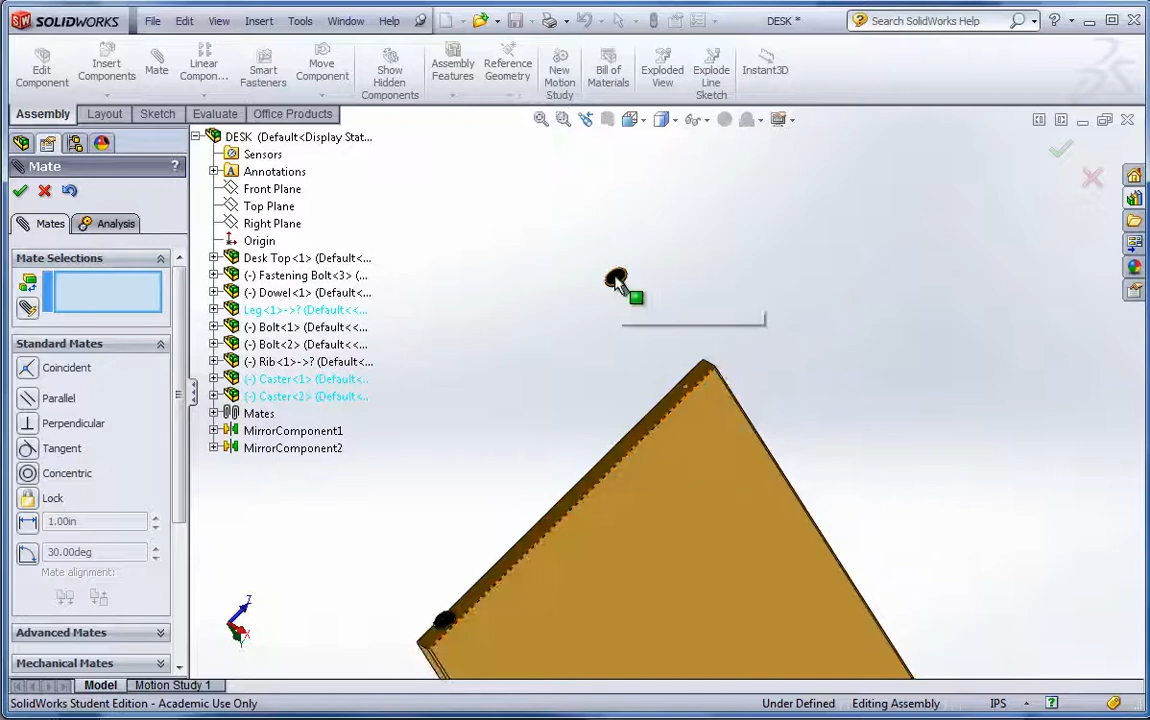 SW SOLIDWORKS File Edit View Insert Tools Window Help DESK * Search SolidWorks Help ?
Edit Component
Insert Components
Mate
Linear Compon...
Smart Fasteners
Move Component
Show Hidden Components
Assembly Features
Reference Geometry
New Motion Study
Bill of Materials
Exploded View
Explode Line Sketch
Instant3D
Assembly Layout Sketch Evaluate Office Products
Mate ?
Mates Analysis
Mate Selections
Standard Mates
Coincident
Parallel
Perpendicular
Tangent
Concentric
Lock
1.00in
30.00deg
Mate alignment:
Advanced Mates
Mechanical Mates
DESK (Default<Display Stat...
Sensors
A Annotations
Front Plane
Top Plane
Right Plane
Origin
Desk Top<1> (Default<...
(-) Fastening Bolt<3> (...
(-) Dowel<1> (Default<...
Leg<1>->? (Default<<...
(-) Bolt<1> (Default<<...
(-) Bolt<2> (Default<<...
(-) Rib<1>->? (Default<...
(-) Caster<1> (Default<...
(-) Caster<2> (Default<...
Mates
MirrorComponent1
MirrorComponent2
Z
X
Y
Model Motion Study 1
SolidWorks Student Edition - Academic Use Only Under Defined Editing Assembly IPS ?